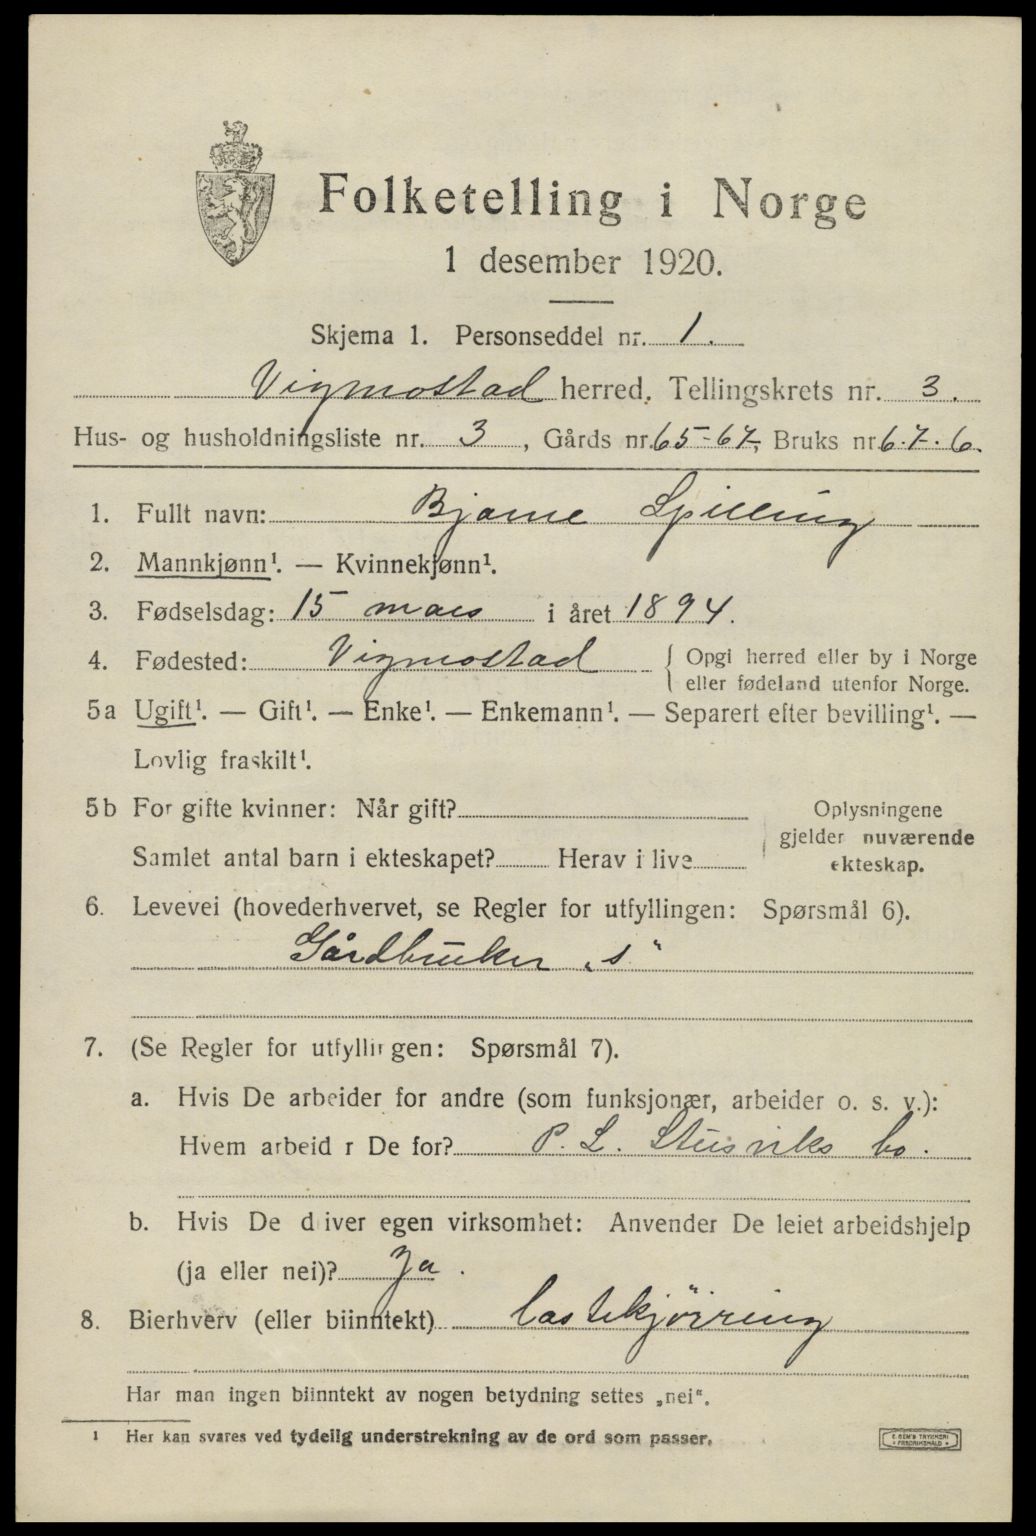 Folketelling i Norge
1 desember 1920.
Skjema 1. Personseddel nr. 1.
Vigmostad herred. Tellingskrets nr. 3.
Hus- og husholdningsliste nr. 3, Gårds nr. 65-67, Bruks nr. 6.7.6.
1. Fullt navn: Bjarne Spilling
2. Mannkjønn¹. — Kvinnekjønn¹.
3. Fødselsdag: 15 mars i året 1894.
4. Fødested: Vigmostad { Opgi herred eller by i Norge
eller fødeland utenfor Norge.
5a Ugift¹. — Gift¹. — Enke¹. — Enkemann¹. — Separert efter bevilling¹. —
Lovlig fraskilt¹.
5b For gifte kvinner: Når gift?
Samlet antal barn i ekteskapet? Herav i live
Oplysningene
gjelder nuværende
ekteskap.
6. Levevei (hovederhvervet, se Regler for utfyllingen: Spørsmål 6).
Gårdbruker „s"
7. (Se Regler for utfyllingen: Spørsmål 7).
a. Hvis De arbeider for andre (som funksjonær, arbeider o. s. v.):
Hvem arbeid r De for? P. L. Stusviks bo.
b. Hvis De driver egen virksomhet: Anvender De leiet arbeidshjelp
(ja eller nei)? Ja.
8. Bierhverv (eller biinntekt) Lastekjöiring
Har man ingen biinntekt av nogen betydning settes „nei".
¹ Her kan svares ved tydelig understrekning av de ord som passer.
E. SEM'S TRYKKERI
FREDRIKSHALD